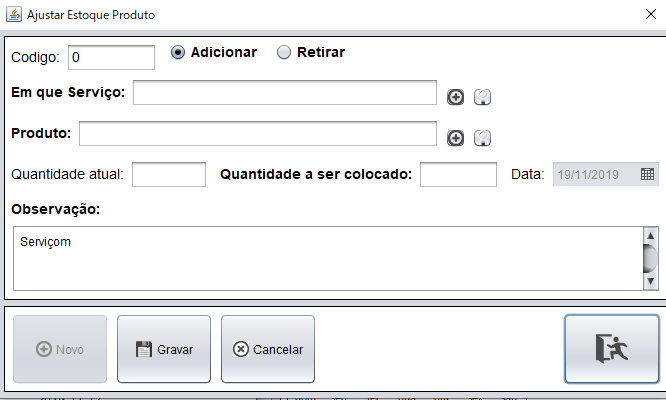 Ajustar Estoque Produto
Codigo: 0 Adicionar Retirar
Em que Serviço:
Produto:
Quantidade atual: Quantidade a ser colocado: Data: 19/11/2019
Observação:
Serviçom
Novo Gravar Cancelar